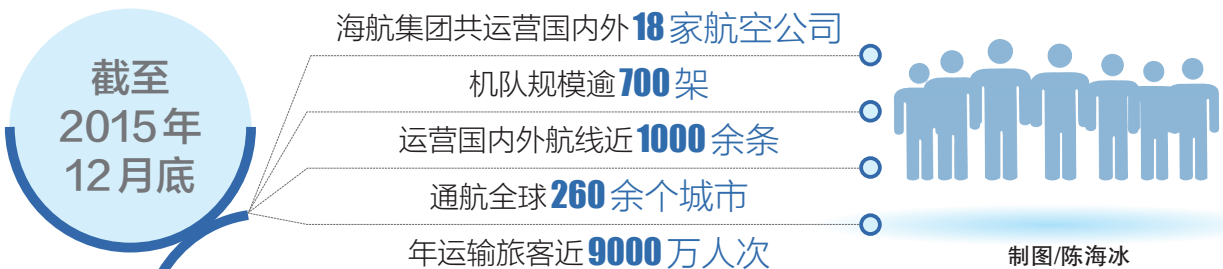 截至
2015年
12月底
海航集团共运营国内外18家航空公司
机队规模逾700架
运营国内外航线近1000余条
通航全球260余个城市
年运输旅客近9000万人次
制图/陈海冰